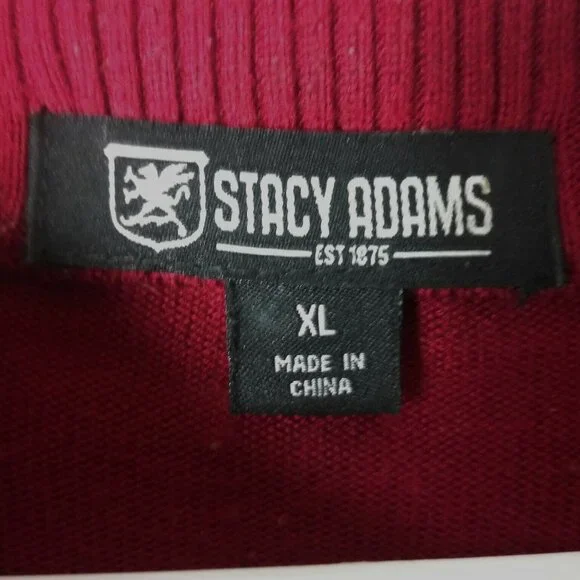 STACY ADAMS
EST 1875
XL
MADE IN
CHINA